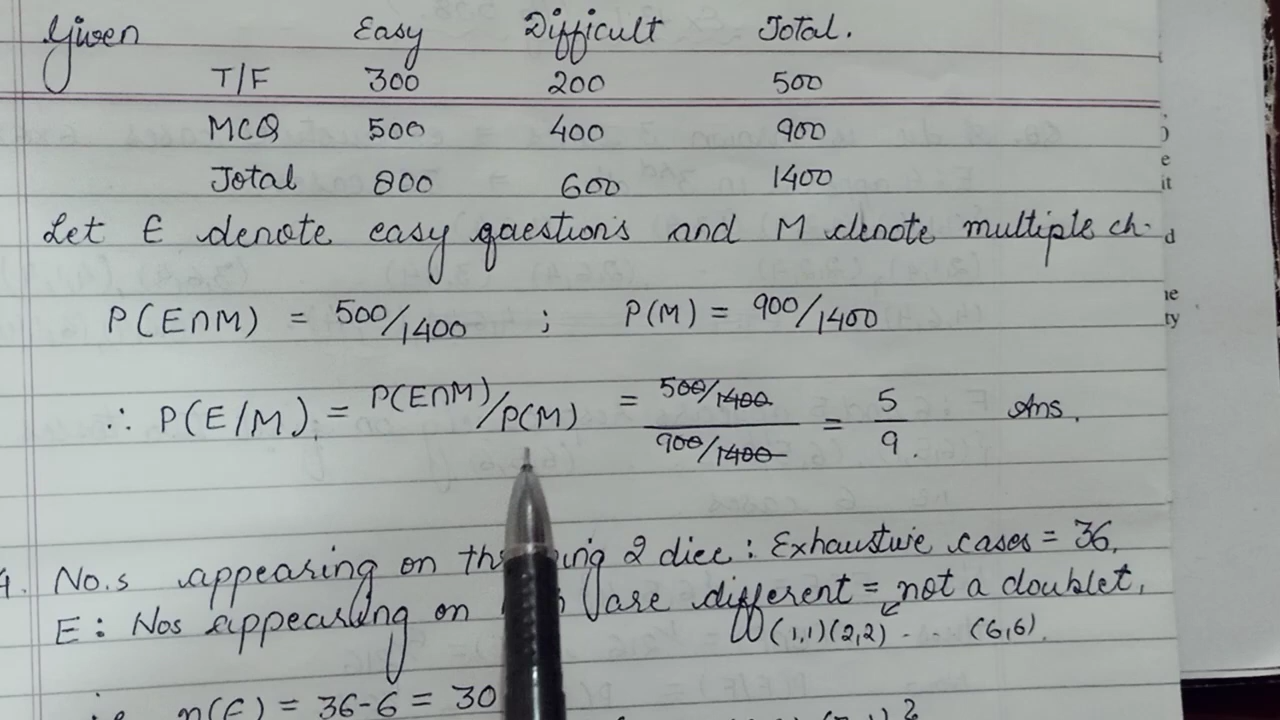 Given Easy Difficult Total.
T/F 300 200 500
MCQ 500 400 900
Total 800 600 1400
Let E denote easy questions and M denote multiple ch.
P(E∩M) = 500/1400 ; P(M) = 900/1400
∴ P(E/M) = P(E∩M)/P(M) = 500/1400 / 900/1400 = 5/9. Ans.
No.s appearing on 2 dice : Exhaustive cases = 36.
E : Nos appearing on are different = not a doublet.
(1,1)(2,2) . . (6,6).
n(E) = 36-6 = 30
e
it
d
ne
ty